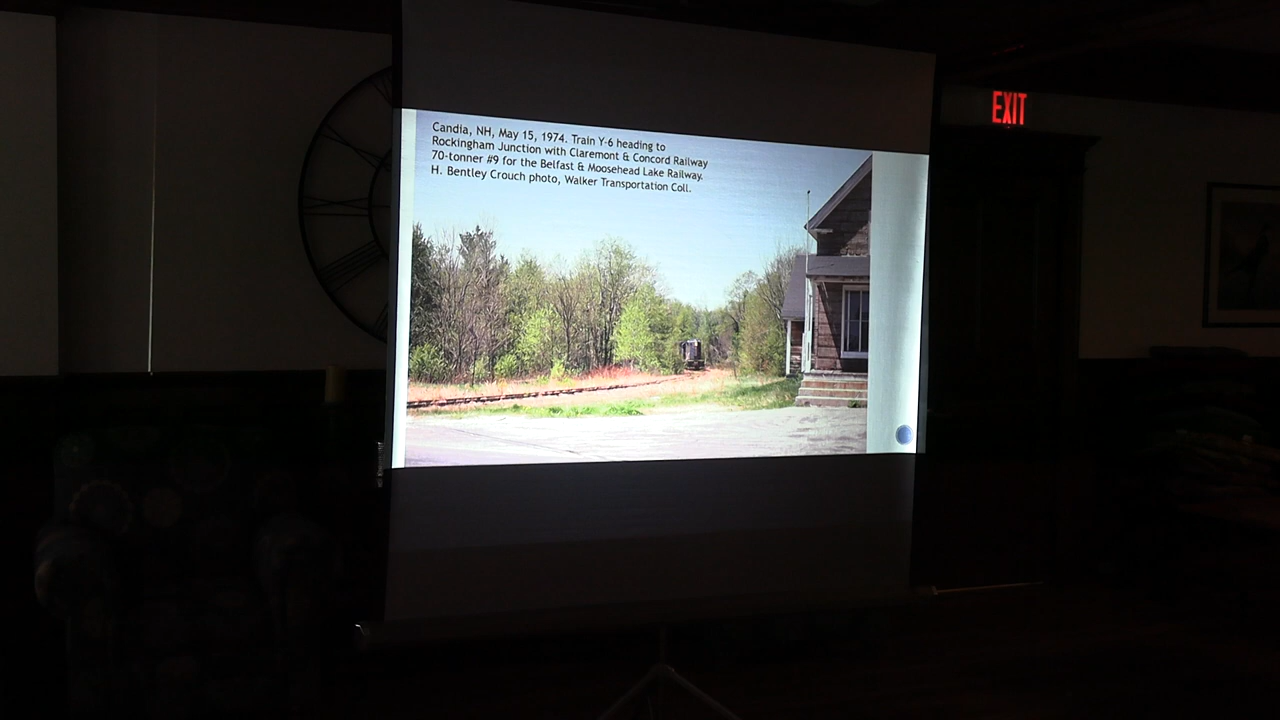 Candia, NH, May 15, 1974. Train Y-6 heading to
Rockingham Junction with Claremont & Concord Railway
70-tonner #9 for the Belfast & Moosehead Lake Railway.
H. Bentley Crouch photo, Walker Transportation Coll.
EXIT